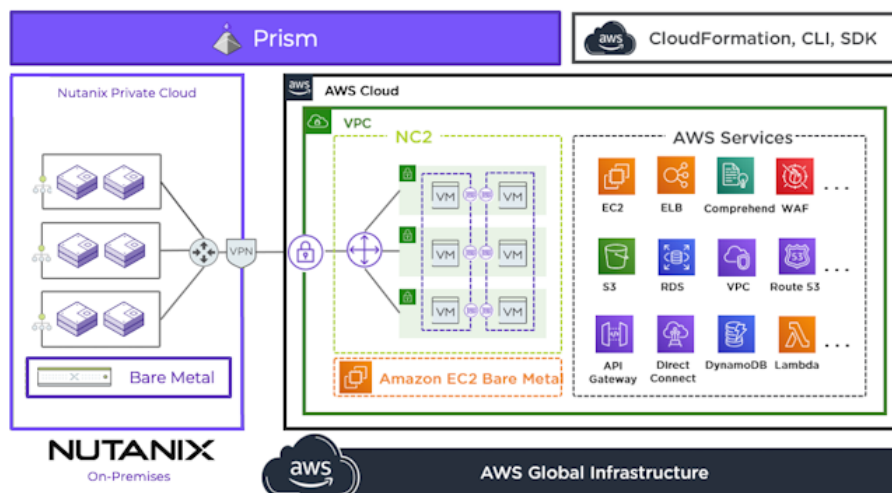 Prism
aws
CloudFormation, CLI, SDK
Nutanix Private Cloud
aws
AWS Cloud
VPC
NC2
AWS Services
VM
VM
EC2
ELB
Comprehend
WAF
...
VPN
VM
VM
S3
RDS
VPC
53
Route 53
...
VM
VM
API
Gateway
Direct
Connect
DynamoDB
Lambda
...
Bare Metal
Amazon EC2 Bare Metal
NUTANIX
On-Premises
aws
AWS Global Infrastructure